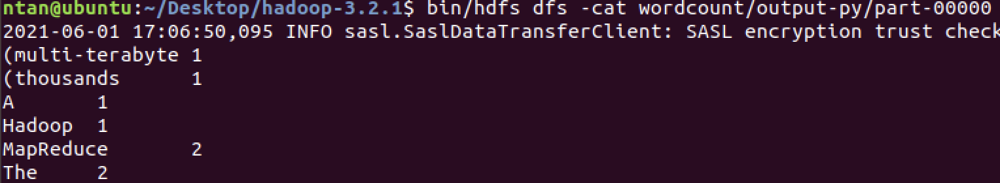 ntan@ubuntu:~/Desktop/hadoop-3.2.1$ bin/hdfs dfs -cat wordcount/output-py/part-00000
2021-06-01 17:06:50,095 INFO sasl.SaslDataTransferClient: SASL encryption trust check
(multi-terabyte 1
(thousands 1
A 1
Hadoop 1
MapReduce 2
The 2